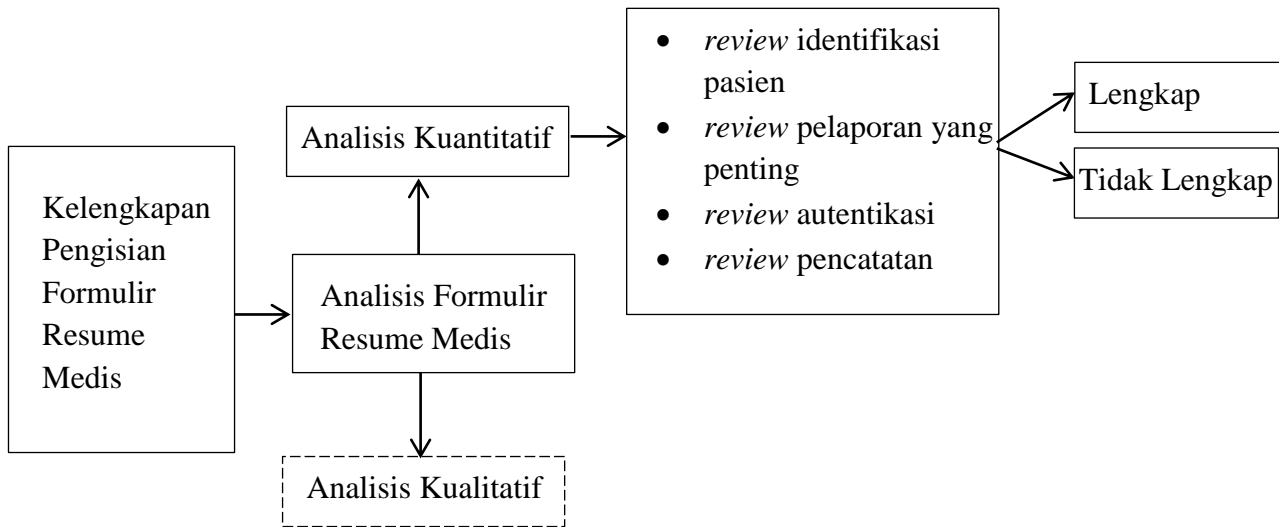 Kelengkapan
Pengisian
Formulir
Resume
Medis
Analisis Kuantitatif
Analisis Formulir
Resume Medis
Analisis Kualitatif
• review identifikasi
pasien
• review pelaporan yang
penting
• review autentikasi
• review pencatatan
Lengkap
Tidak Lengkap